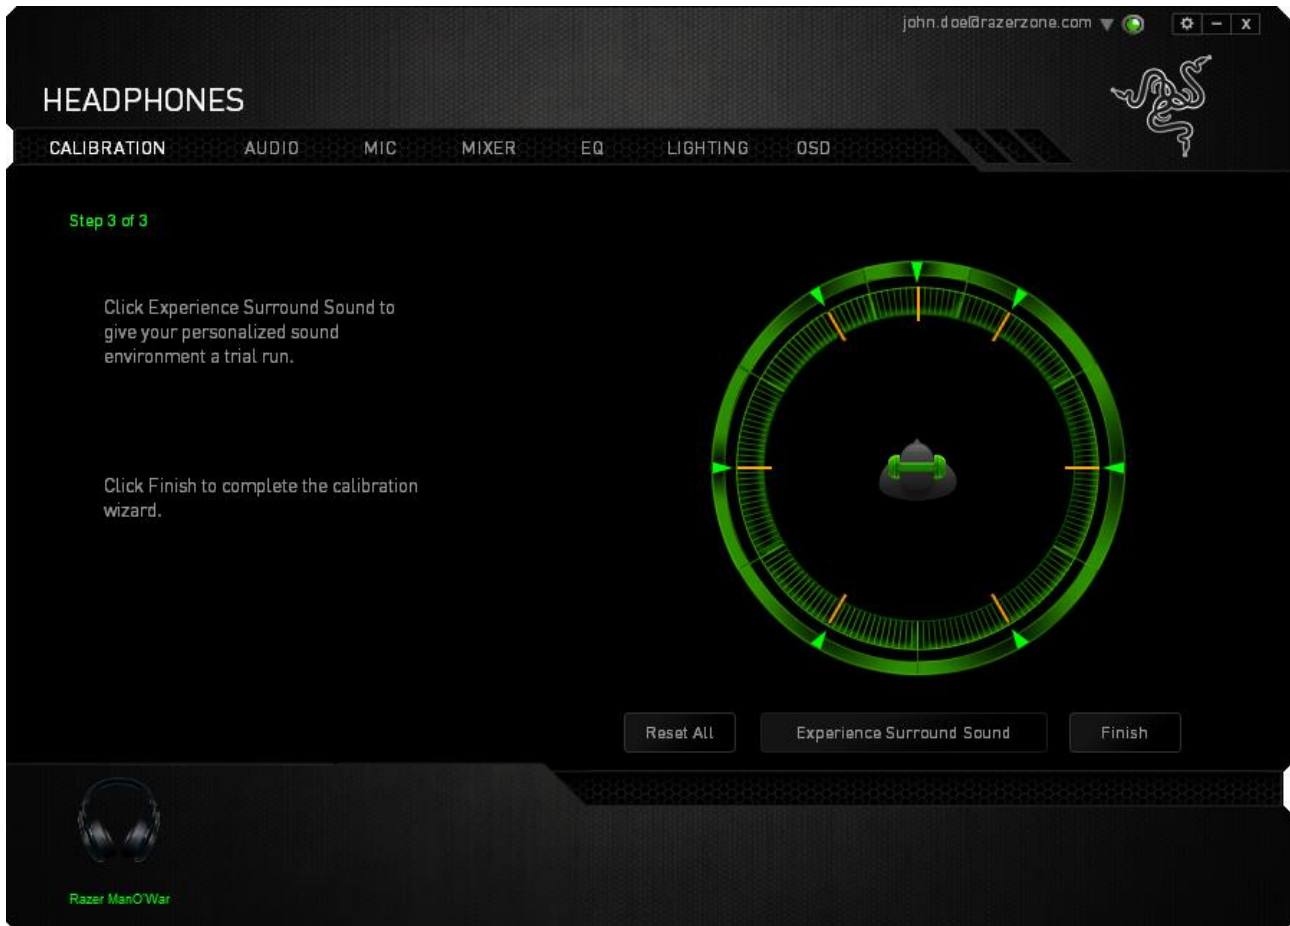 john.doe@razerzone.com
X
HEADPHONES
CALIBRATION AUDIO MIC MIXER EQ LIGHTING OSD
Step 3 of 3
Click Experience Surround Sound to
give your personalized sound
environment a trial run.
Click Finish to complete the calibration
wizard.
Reset All Experience Surround Sound Finish
Razer ManO'War